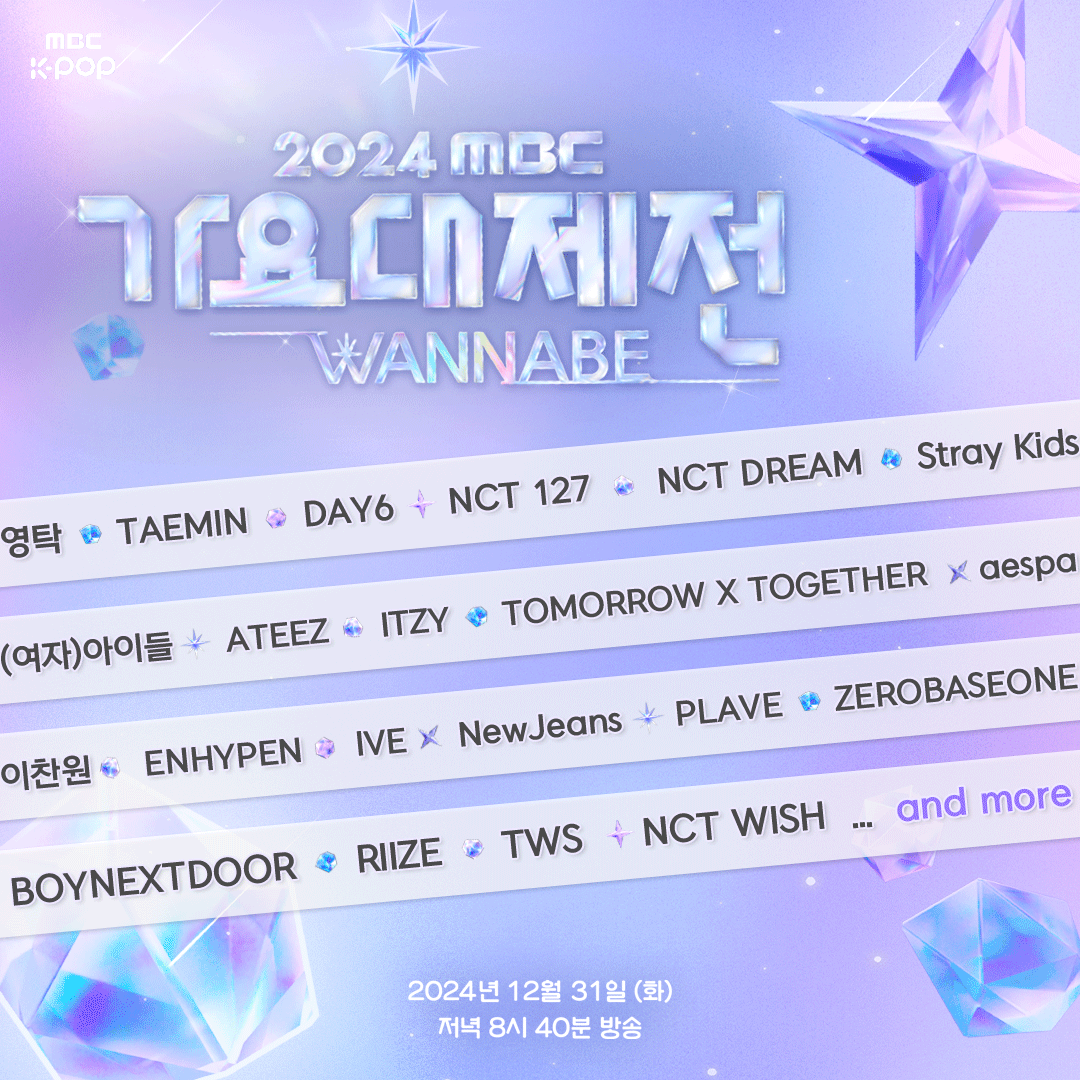 MBC
K-pop
2024 MBC
가요대제전
WANNABE
영탁 TAEMIN DAY6 NCT 127 NCT DREAM Stray Kids
(여자)아이들 ATEEZ ITZY TOMORROW X TOGETHER aespa
이찬원 ENHYPEN IVE NewJeans PLAVE ZEROBASEONE
BOYNEXTDOOR RIIZE TWS NCT WISH ... and more
2024년 12월 31일 (화)
저녁 8시 40분 방송